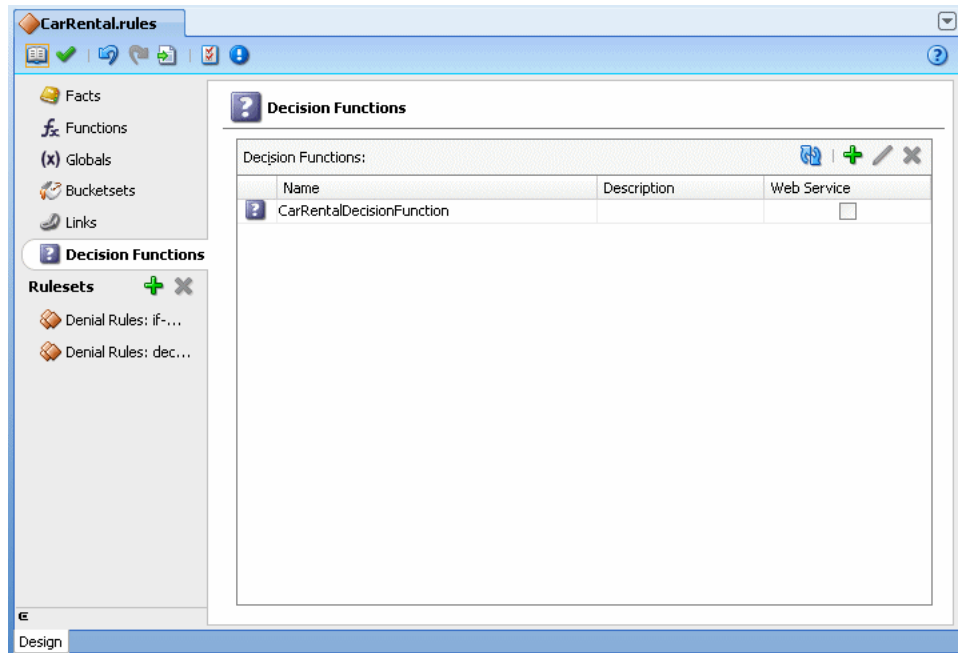 CarRental.rules
Facts
Functions
(x) Globals
Bucketsets
Links
Decision Functions
Rulesets
Denial Rules: if-...
Denial Rules: dec...
Decision Functions
Decision Functions:
Name Description Web Service
CarRentalDecisionFunction
Design